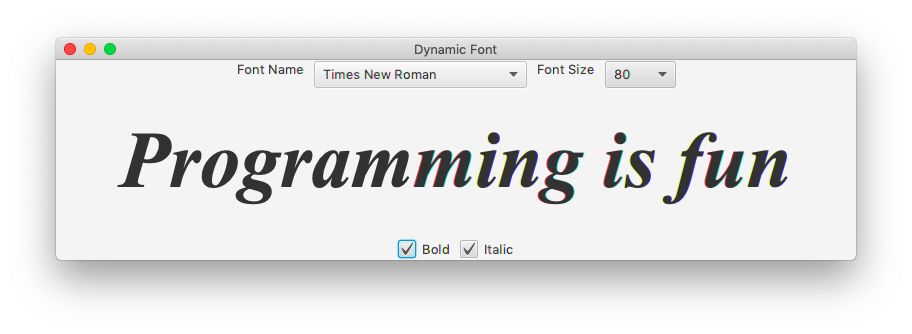 Dynamic Font
Font Name Times New Roman Font Size 80
Programming is fun
Bold Italic